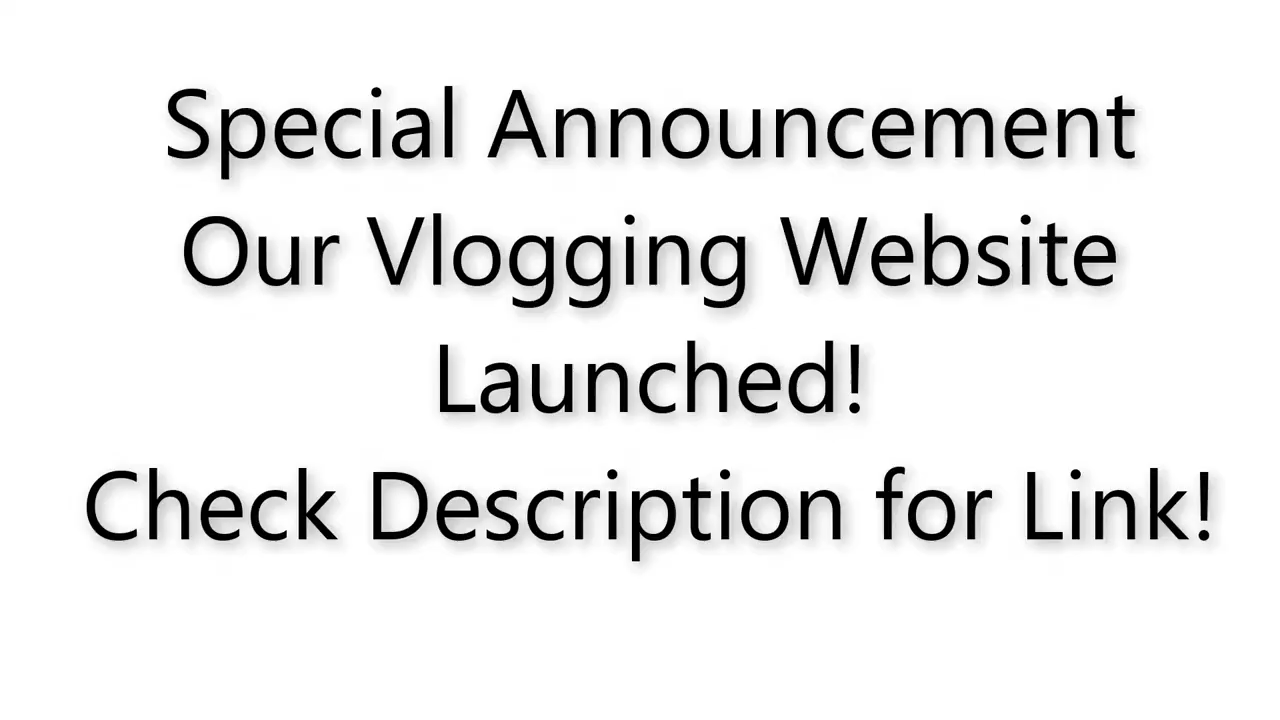 Special Announcement
Our Vlogging Website
Launched!
Check Description for Link!